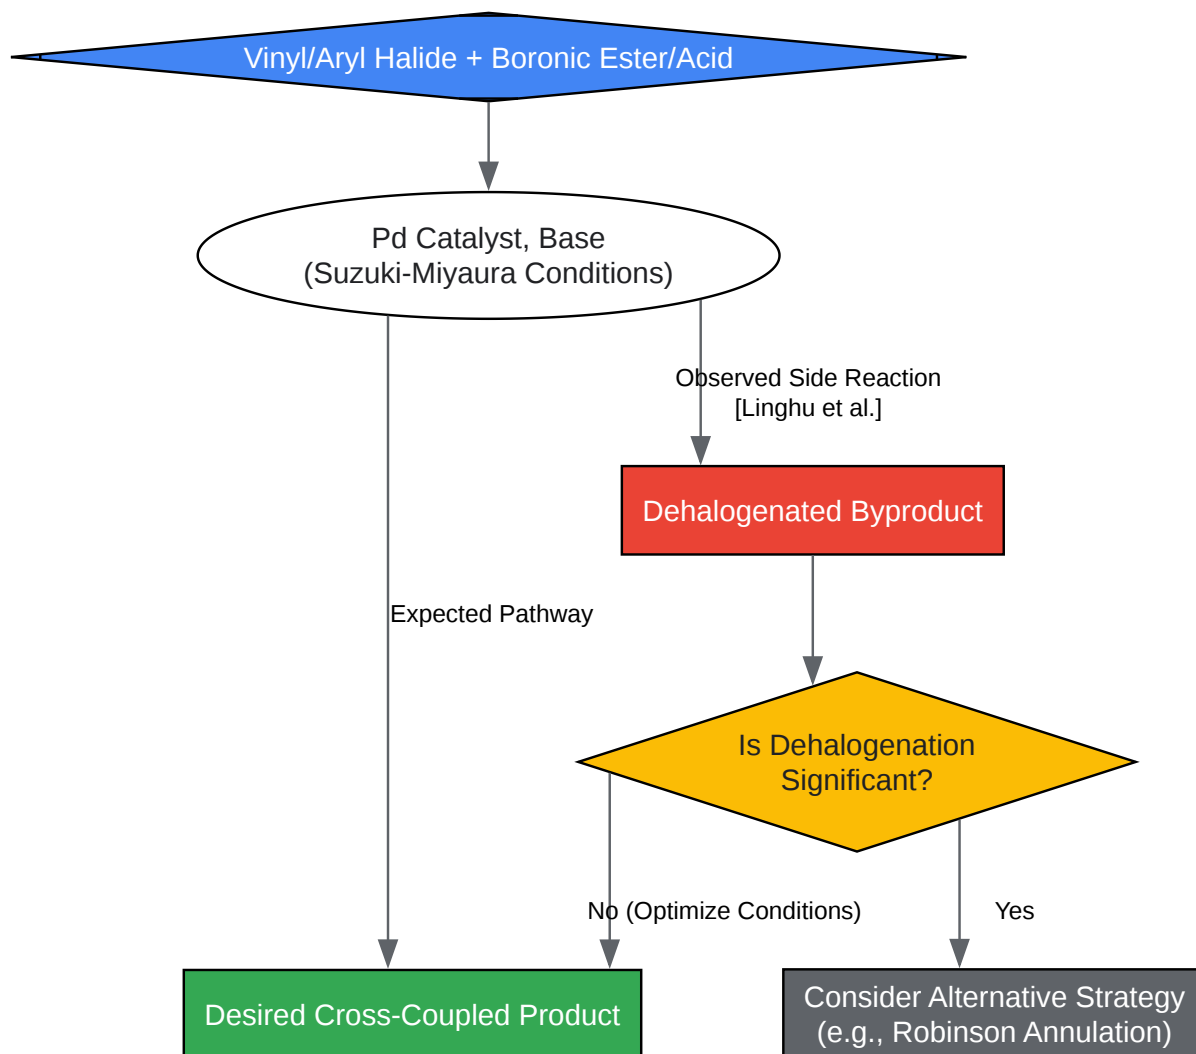 Vinyl/Aryl Halide + Boronic Ester/Acid
Pd Catalyst, Base
(Suzuki-Miyaura Conditions)
Observed Side Reaction
[Linghu et al.]
Dehalogenated Byproduct
Expected Pathway
Is Dehalogenation
Significant?
No (Optimize Conditions)
Yes
Desired Cross-Coupled Product
Consider Alternative Strategy
(e.g., Robinson Annulation)